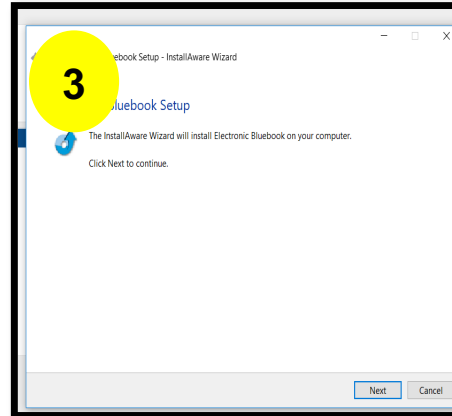 3
ebook Setup - InstallAware Wizard
luebook Setup
The InstallAware Wizard will install Electronic Bluebook on your computer.
Click Next to continue.
Next
Cancel